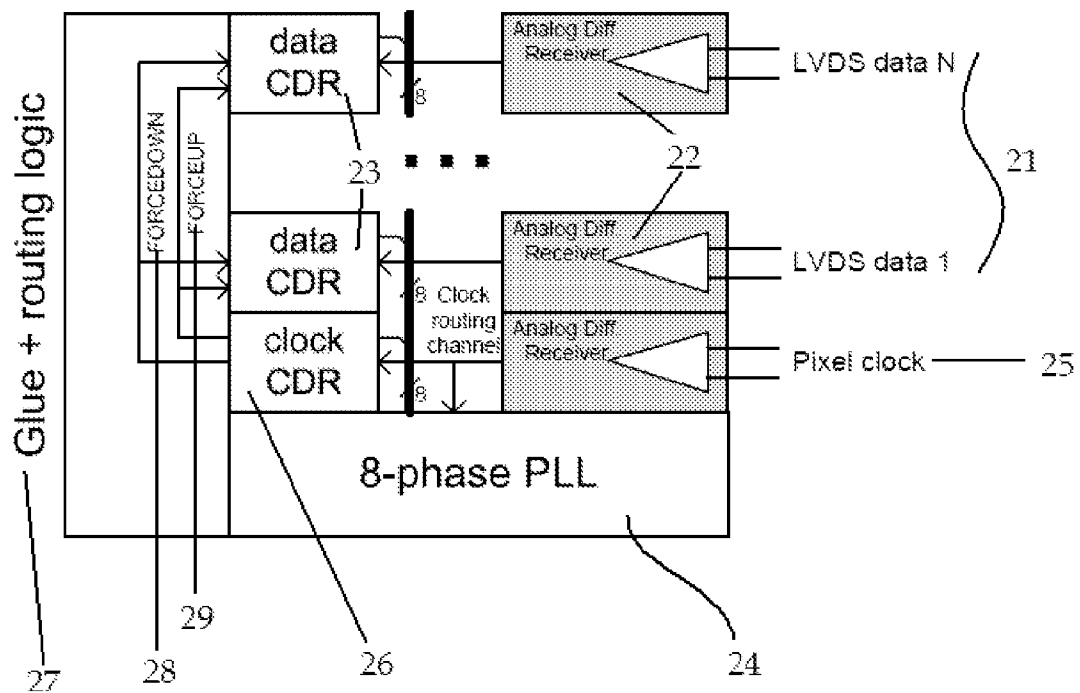 data
CDR
8
Analog Diff
Receiver
LVDS data N
22
23
21
FORCEDOWN
FORCEUP
Glue + routing logic
data
CDR
8
Analog Diff
Receiver
LVDS data 1
Clock
routing
channel
clock
CDR
8
Analog Diff
Receiver
Pixel clock
25
8-phase PLL
29
28
27
26
24